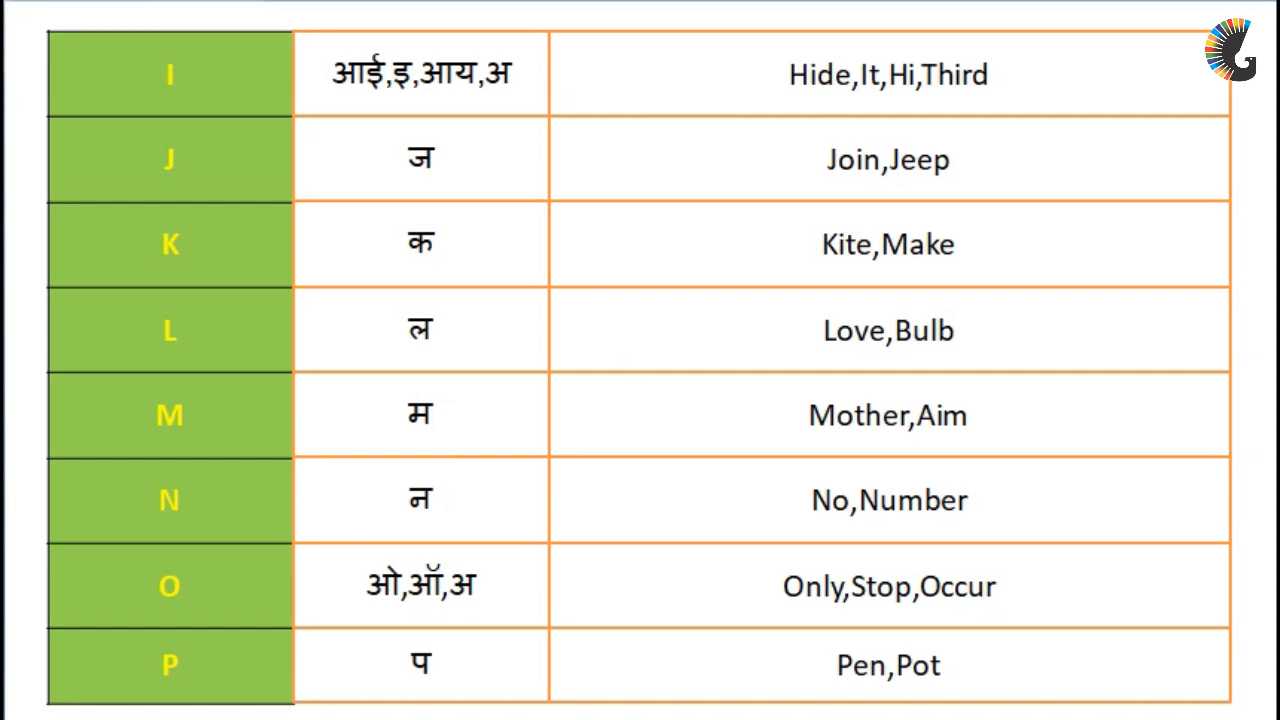 I आई,इ,आय,अ Hide,It,Hi,Third
J ज Join,Jeep
K क Kite,Make
L ल Love,Bulb
M म Mother,Aim
N न No,Number
O ओ,ऑ,अ Only,Stop,Occur
P प Pen,Pot